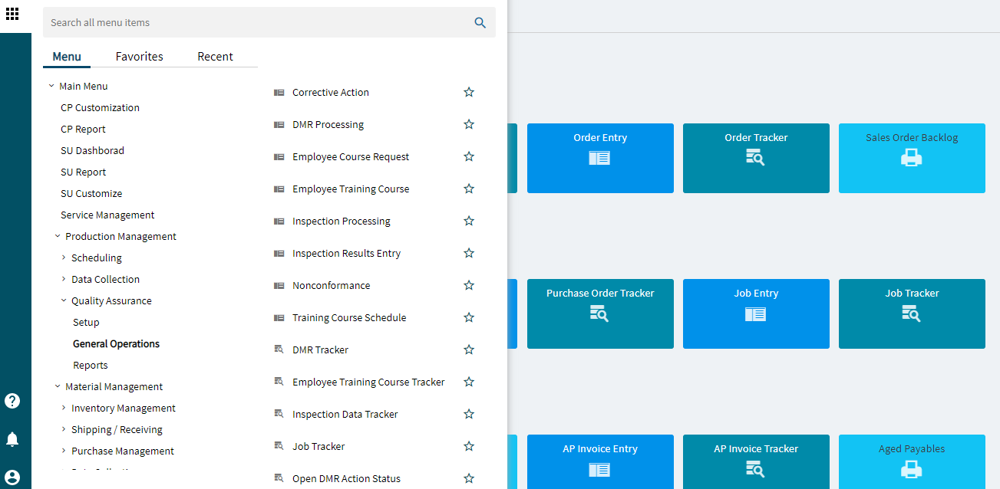 Search all menu items
Menu
Favorites
Recent
Main Menu
CP Customization
CP Report
SU Dashborad
SU Report
SU Customize
Service Management
Production Management
Scheduling
Data Collection
Quality Assurance
Setup
General Operations
Reports
Material Management
Inventory Management
Shipping / Receiving
Purchase Management
Corrective Action
DMR Processing
Employee Course Request
Employee Training Course
Inspection Processing
Inspection Results Entry
Nonconformance
Training Course Schedule
DMR Tracker
Employee Training Course Tracker
Inspection Data Tracker
Job Tracker
Open DMR Action Status
Order Entry
Order Tracker
Sales Order Backlog
Purchase Order Tracker
Job Entry
Job Tracker
AP Invoice Entry
AP Invoice Tracker
Aged Payables